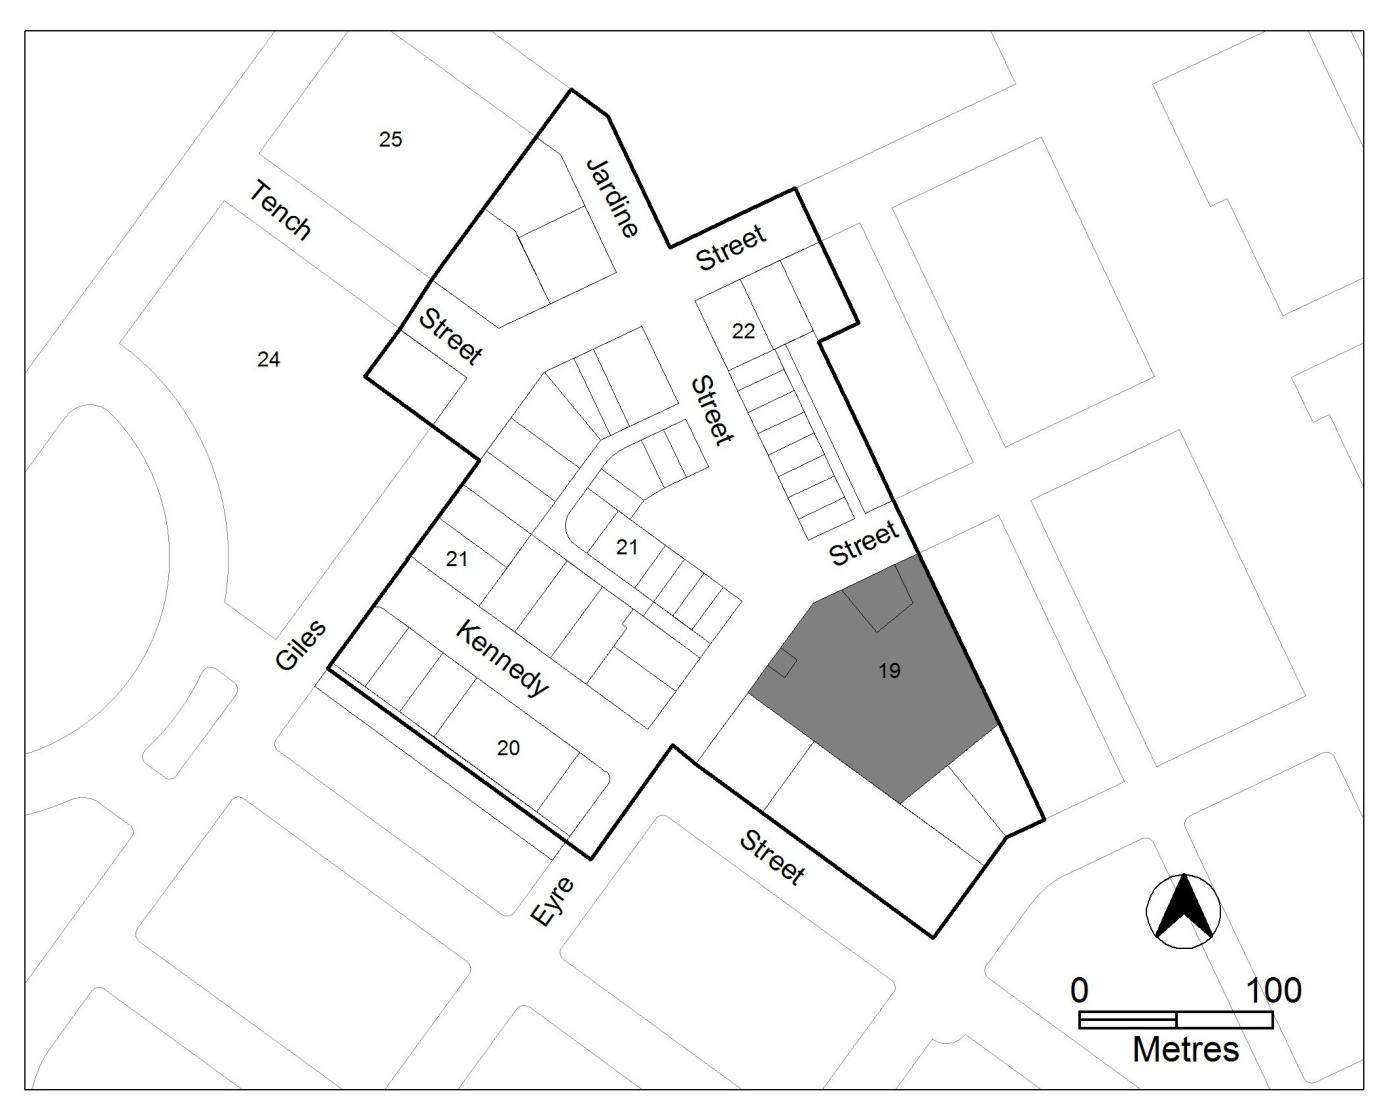 25
Jardine
Tench
Street
Street
22
24
Street
Street
21
21
Giles
Kennedy
19
20
Street
Eyre
0 100
Metres